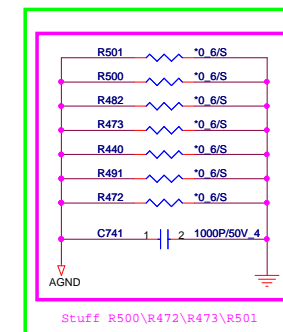 R501 *0_6/S
R500 *0_6/S
R482 *0_6/S
R473 *0_6/S
R440 *0_6/S
R491 *0_6/S
R472 *0_6/S
C741 1 2 1000P/50V_4
AGND
Stuff R500\R472\R473\R501